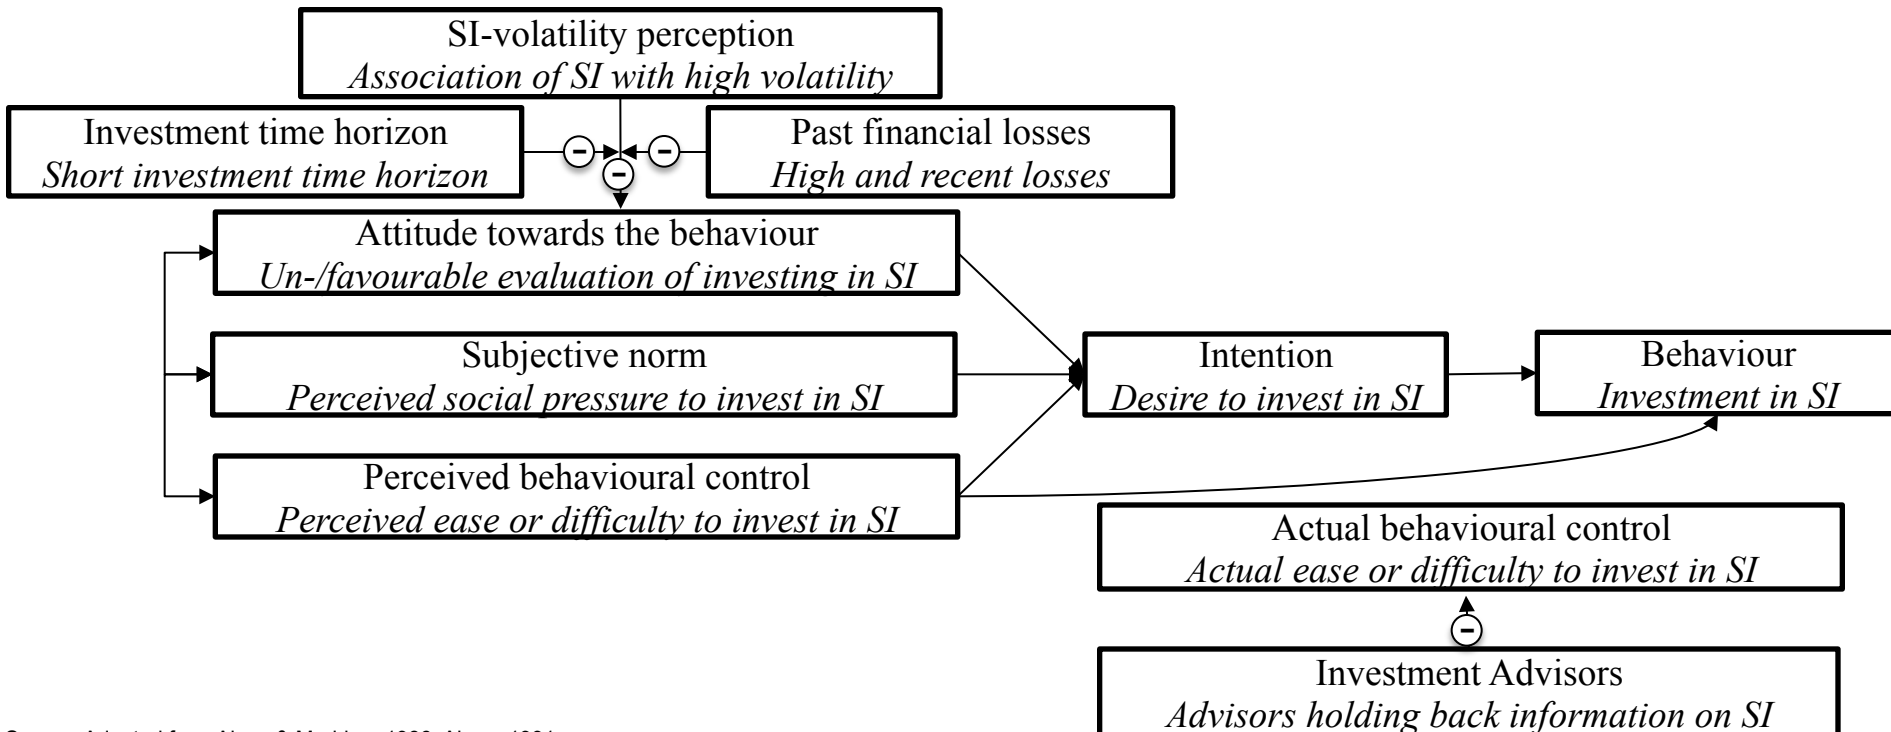 SI-volatility perception
Association of SI with high volatility
Investment time horizon
Short investment time horizon
Past financial losses
High and recent losses
-
-
-
Attitude towards the behaviour
Un-/favourable evaluation of investing in SI
Subjective norm
Perceived social pressure to invest in SI
Intention
Desire to invest in SI
Behaviour
Investment in SI
Perceived behavioural control
Perceived ease or difficulty to invest in SI
Actual behavioural control
Actual ease or difficulty to invest in SI
-
Investment Advisors
Advisors holding back information on SI